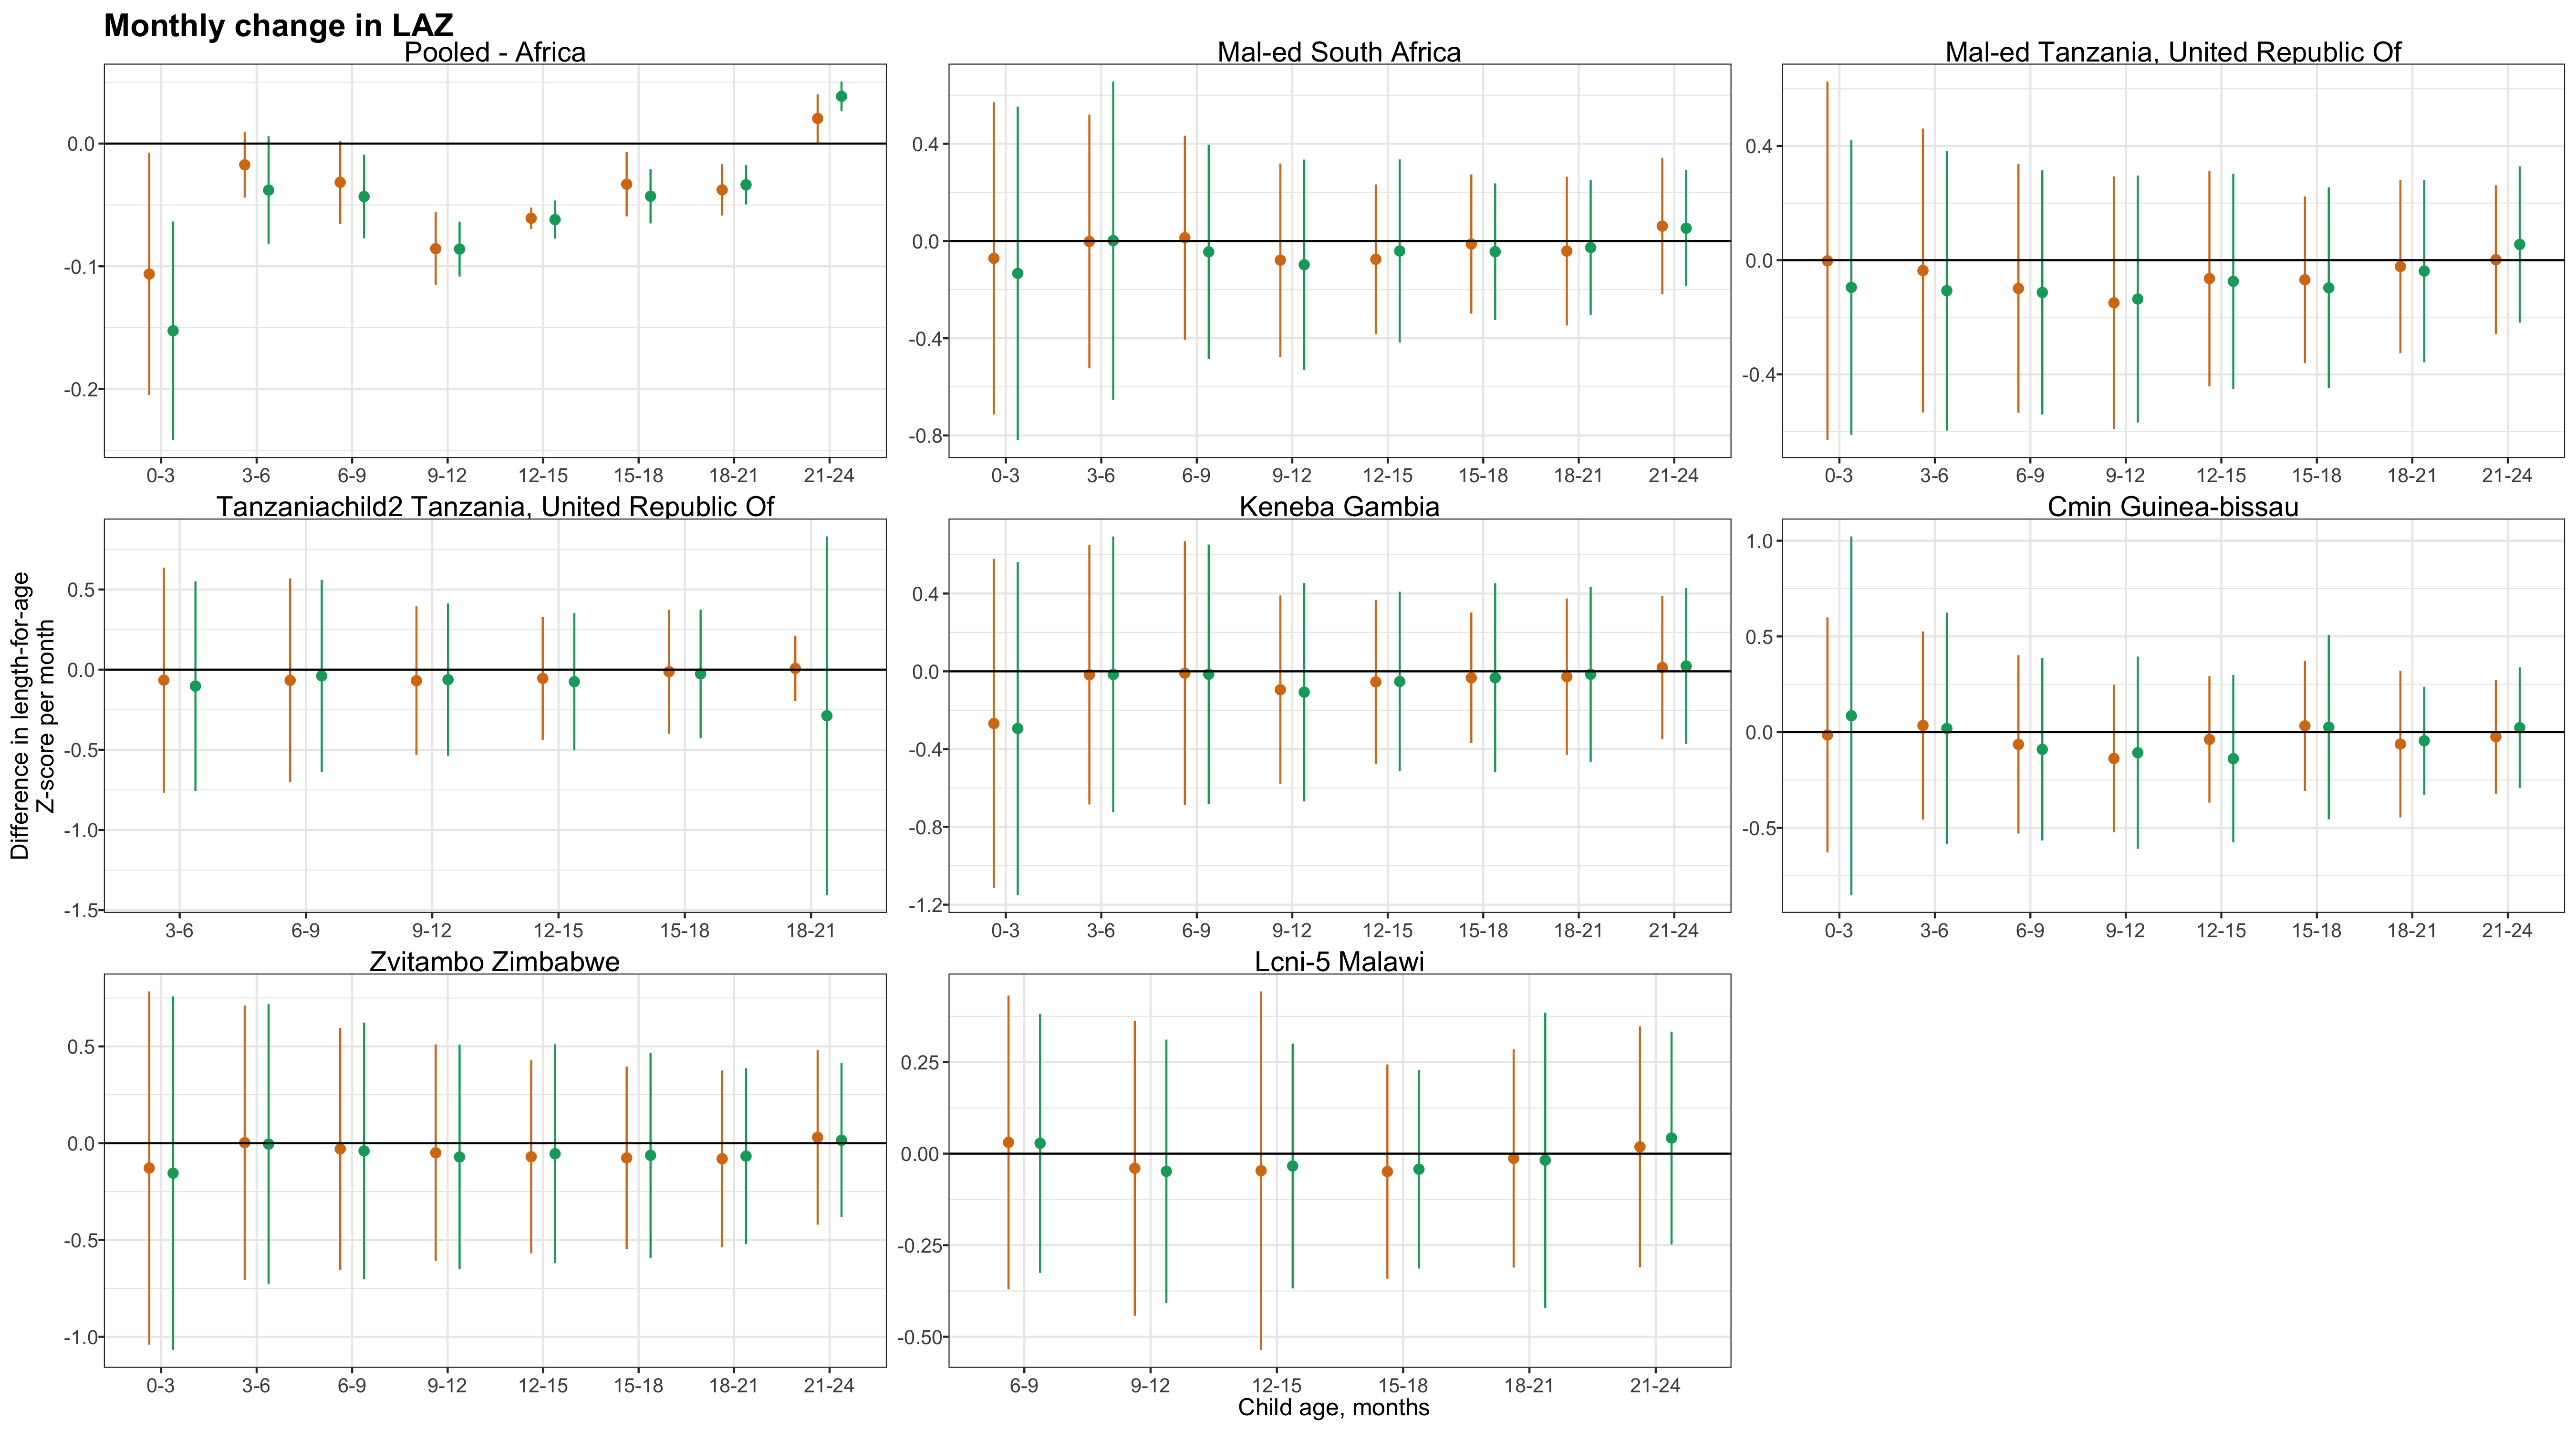 Monthly change in LAZ
Pooled - Africa
Mal-ed South Africa
Mal-ed Tanzania, United Republic Of
0.0
-0.1
-0.2
0-3 3-6 6-9 9-12 12-15 15-18 18-21 21-24
0.4
0.0
-0.4
-0.8
0-3 3-6 6-9 9-12 12-15 15-18 18-21 21-24
0.4
0.0
-0.4
0-3 3-6 6-9 9-12 12-15 15-18 18-21 21-24
Difference in length-for-age
Z-score per month
Tanzaniachild2 Tanzania, United Republic Of
Keneba Gambia
Cmin Guinea-bissau
0.5
0.0
-0.5
-1.0
-1.5
3-6 6-9 9-12 12-15 15-18 18-21
0.4
0.0
-0.4
-0.8
-1.2
0-3 3-6 6-9 9-12 12-15 15-18 18-21 21-24
1.0
0.5
0.0
-0.5
0-3 3-6 6-9 9-12 12-15 15-18 18-21 21-24
Zvitambo Zimbabwe
Lcni-5 Malawi
0.5
0.0
-0.5
-1.0
0-3 3-6 6-9 9-12 12-15 15-18 18-21 21-24
0.25
0.00
-0.25
-0.50
6-9 9-12 12-15 15-18 18-21 21-24
Child age, months